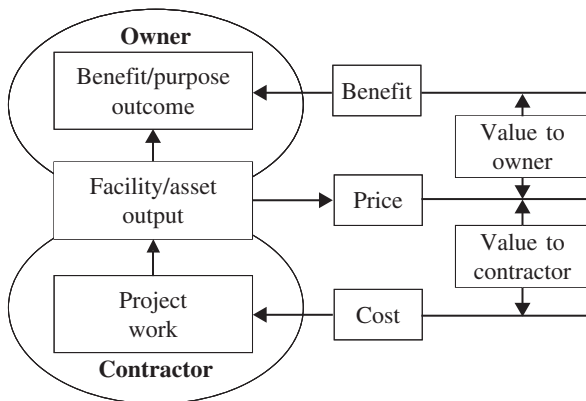 Owner
Benefit/purpose
outcome
Benefit
Value to
owner
Facility/asset
output
Price
Value to
contractor
Project
work
Cost
Contractor